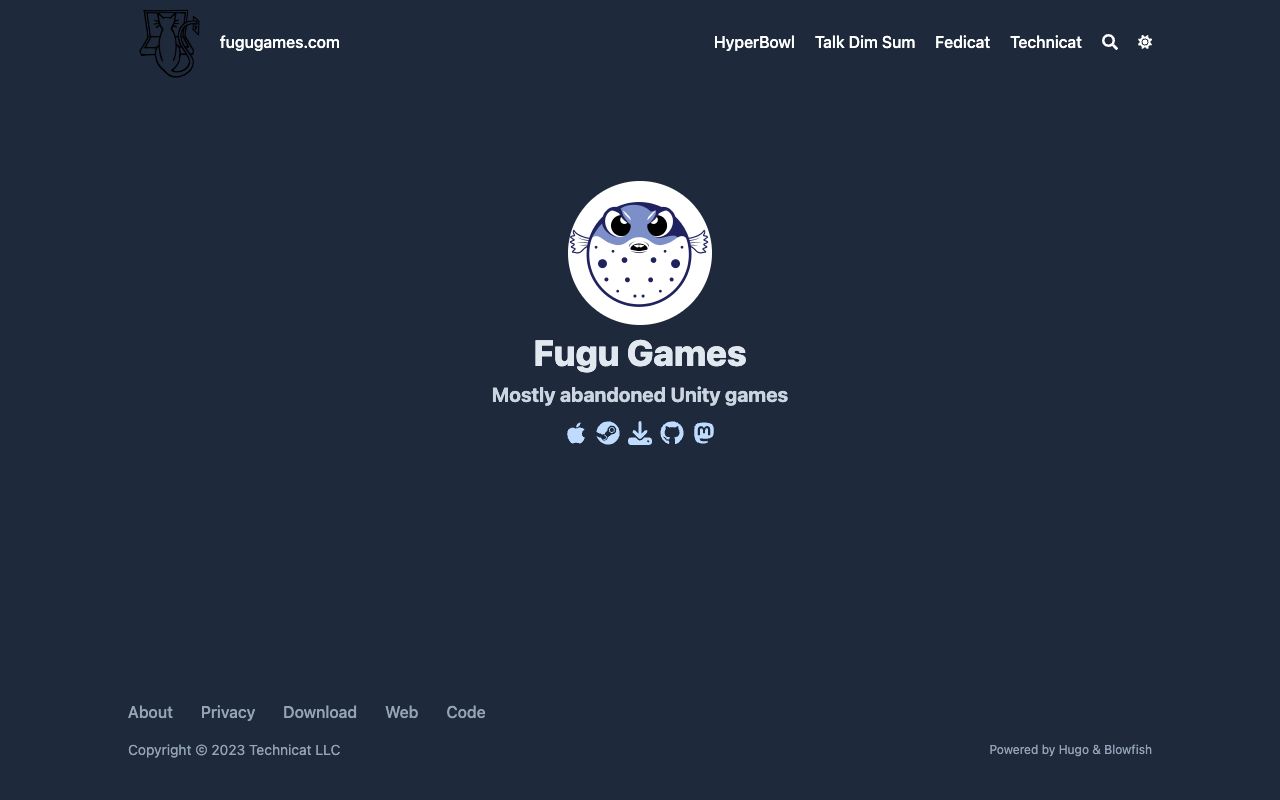 fugugames.com
HyperBowl Talk Dim Sum Fedicat Technicat
Fugu Games
Mostly abandoned Unity games
About Privacy Download Web Code
Copyright © 2023 Technicat LLC
Powered by Hugo & Blowfish